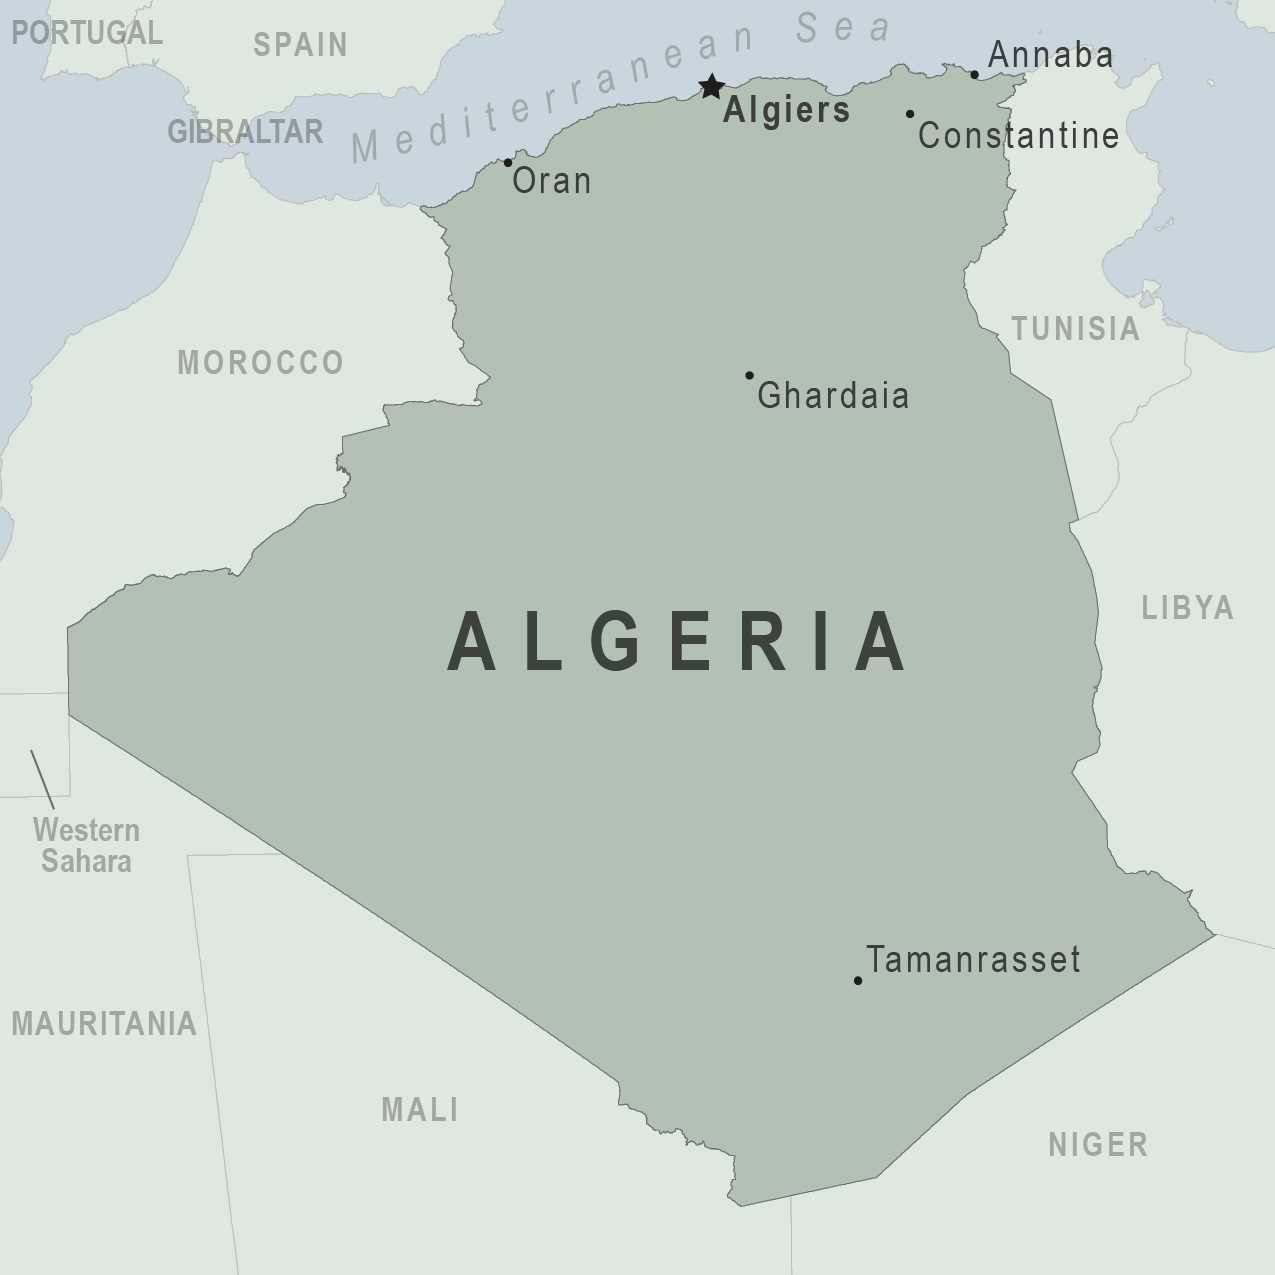 PORTUGAL
SPAIN
Mediterranean Sea
Annaba
Algiers
Constantine
GIBRALTAR
Oran
TUNISIA
MOROCCO
Ghardaia
LIBYA
ALGERIA
Western
Sahara
Tamanrasset
MAURITANIA
MALI
NIGER